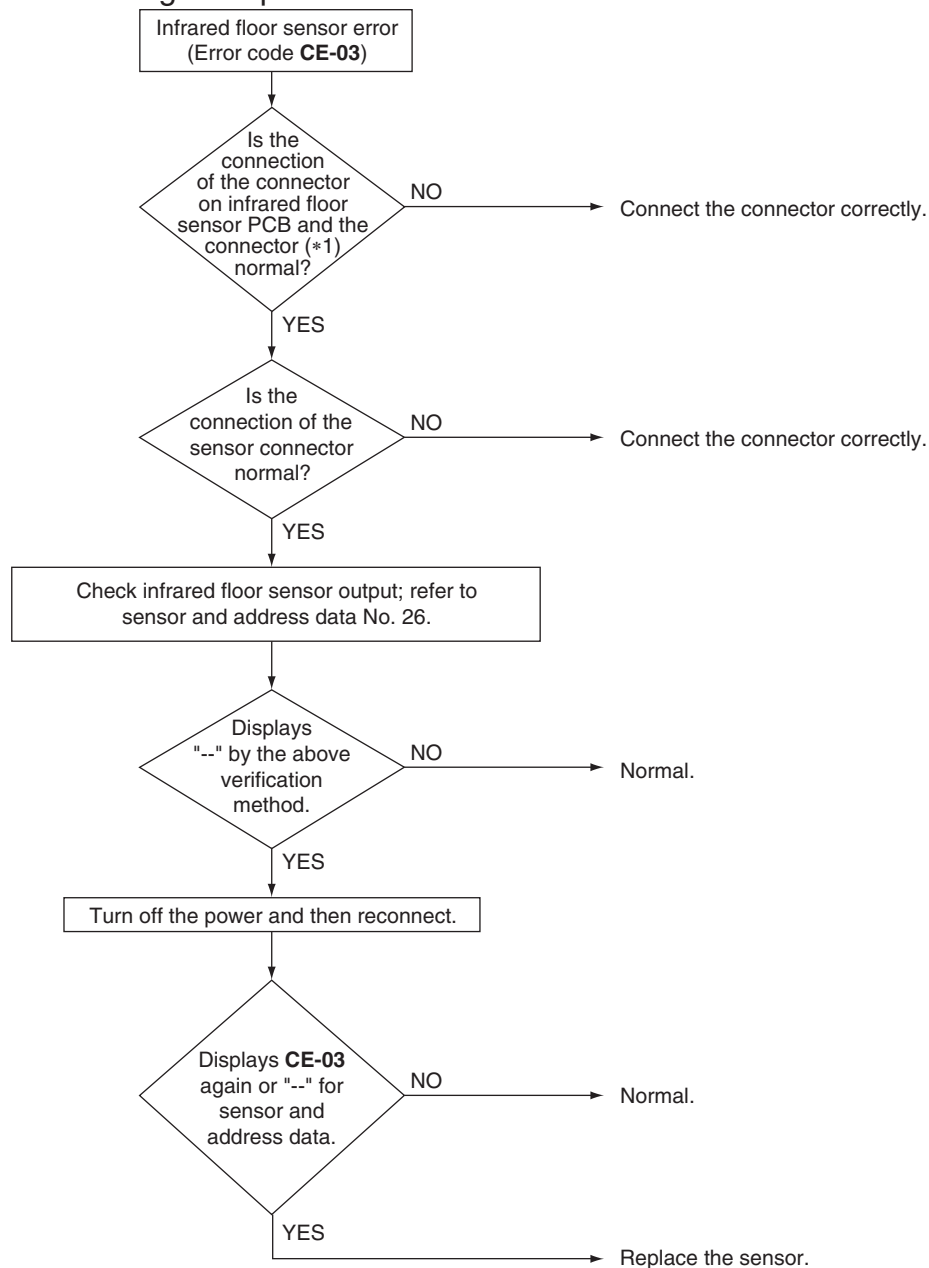 Infrared floor sensor error
(Error code CE-03)
Is the
connection
of the connector
on infrared floor
sensor PCB and the
connector (*1)
normal?
NO
Connect the connector correctly.
YES
Is the
connection of the
sensor connector
normal?
NO
Connect the connector correctly.
YES
Check infrared floor sensor output; refer to
sensor and address data No. 26.
Displays
"--" by the above
verification
method.
NO
Normal.
YES
Turn off the power and then reconnect.
Displays CE-03
again or "--" for
sensor and
address data.
NO
Normal.
YES
Replace the sensor.